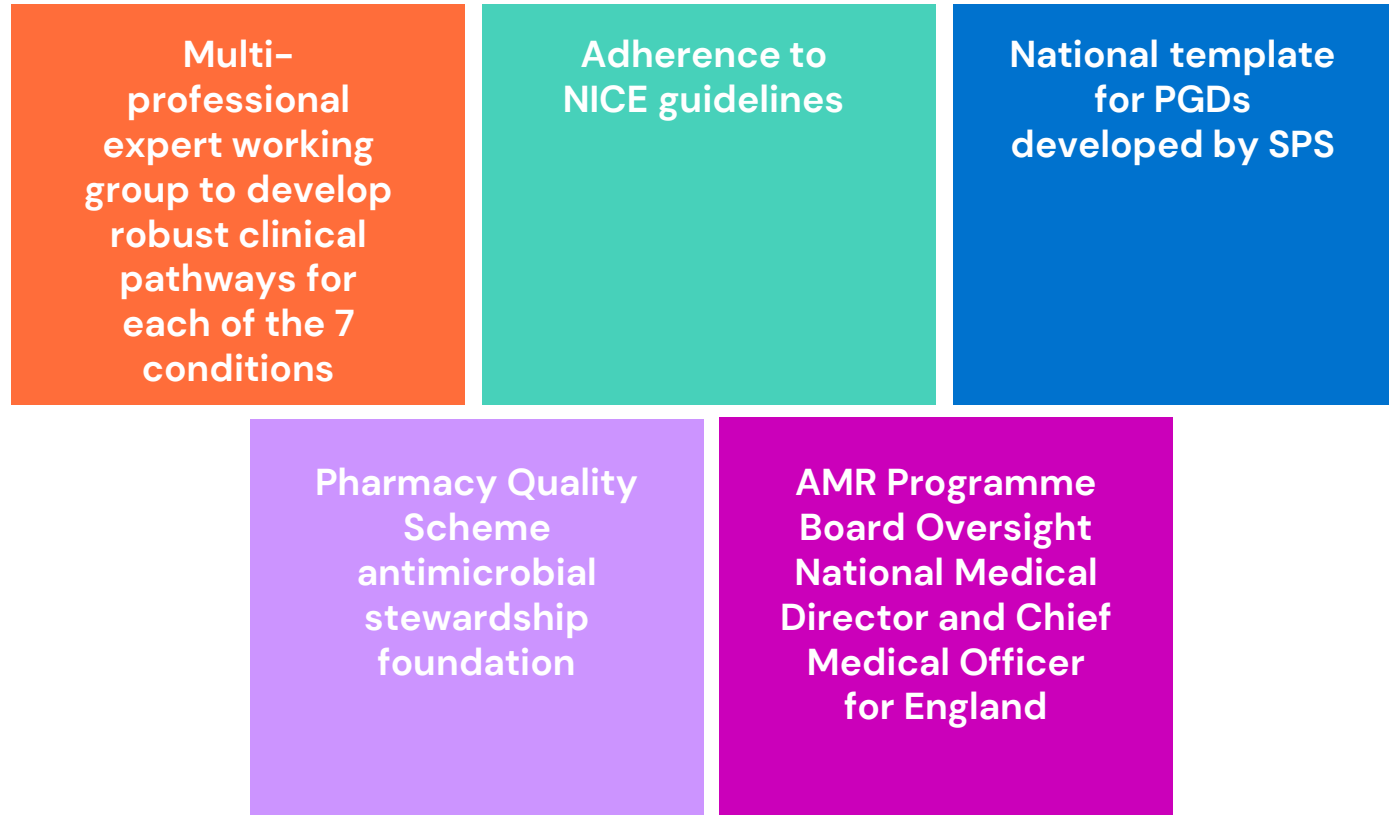 Multi-
professional
expert working
group to develop
robust clinical
pathways for
each of the 7
conditions
Adherence to
NICE guidelines
National template
for PGDs
developed by SPS
Pharmacy Quality
Scheme
antimicrobial
stewardship
foundation
AMR Programme
Board Oversight
National Medical
Director and Chief
Medical Officer
for England